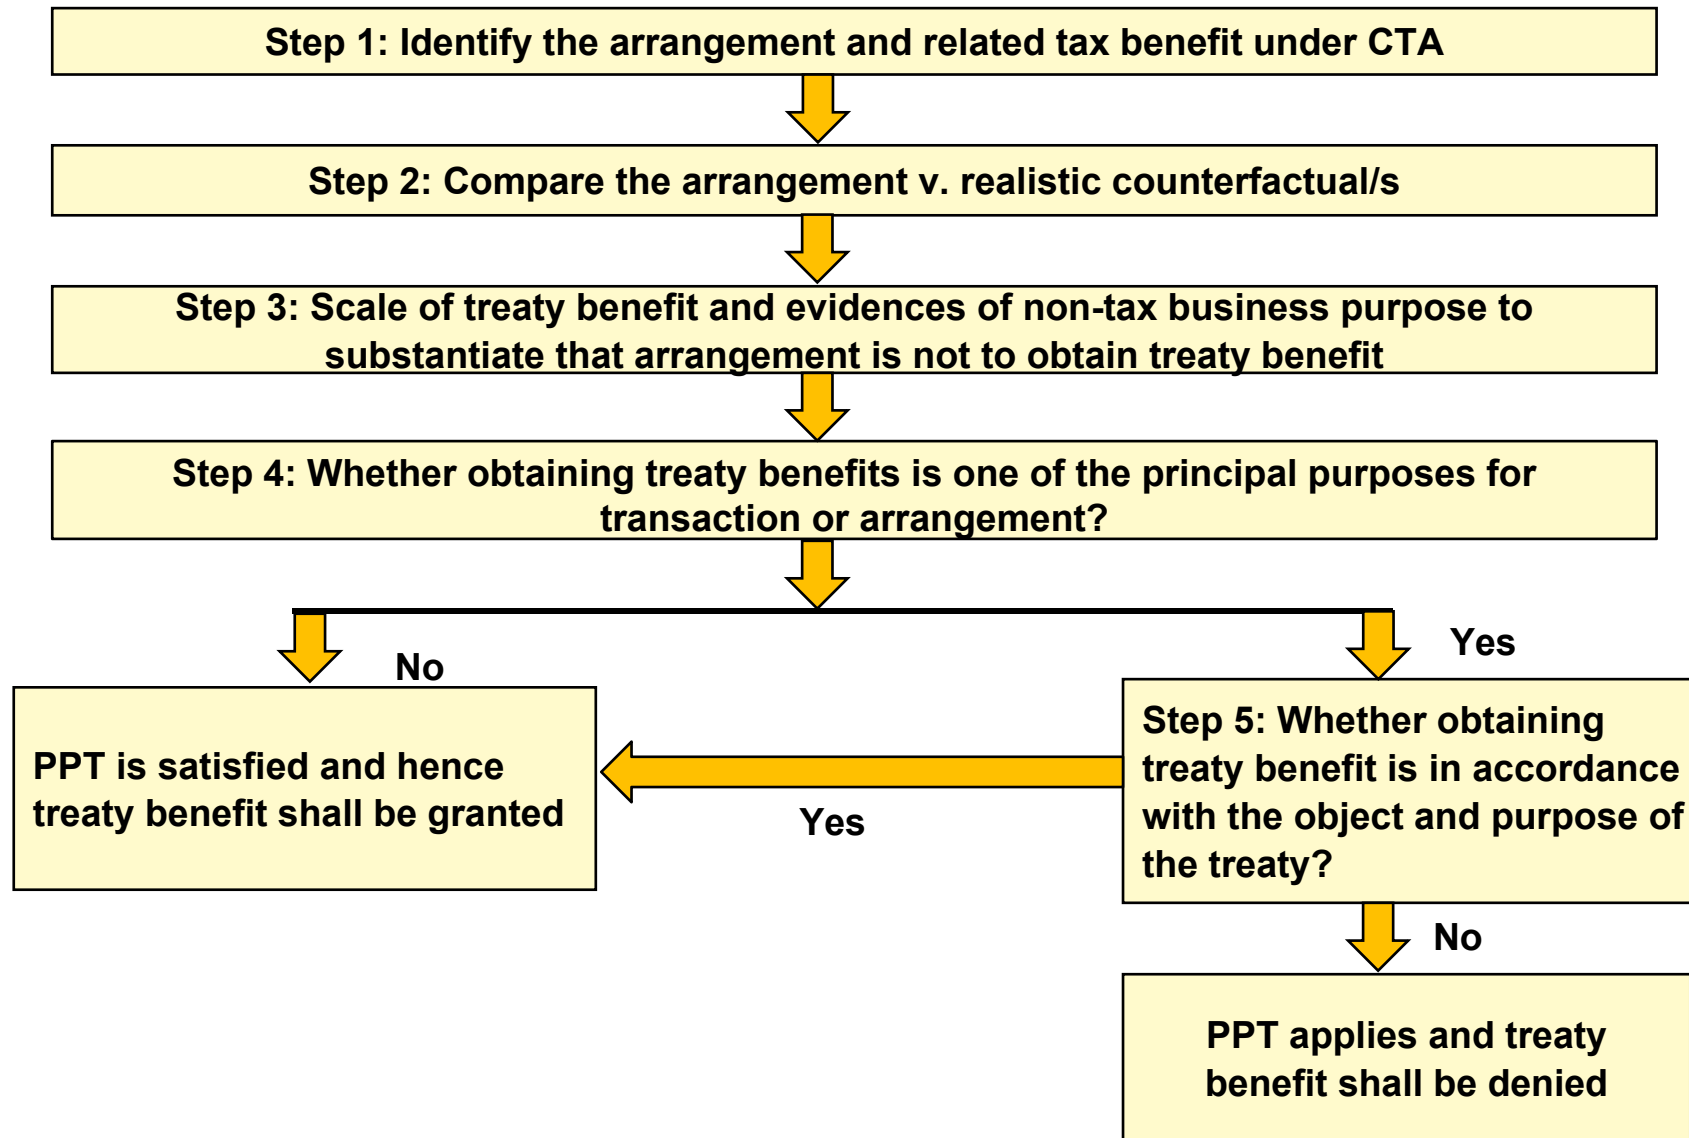 Step 1: Identify the arrangement and related tax benefit under CTA
Step 2: Compare the arrangement v. realistic counterfactual/s
Step 3: Scale of treaty benefit and evidences of non-tax business purpose to
substantiate that arrangement is not to obtain treaty benefit
Step 4: Whether obtaining treaty benefits is one of the principal purposes for
transaction or arrangement?
No
Yes
PPT is satisfied and hence
treaty benefit shall be granted
Yes
Step 5: Whether obtaining
treaty benefit is in accordance
with the object and purpose of
the treaty?
No
PPT applies and treaty
benefit shall be denied